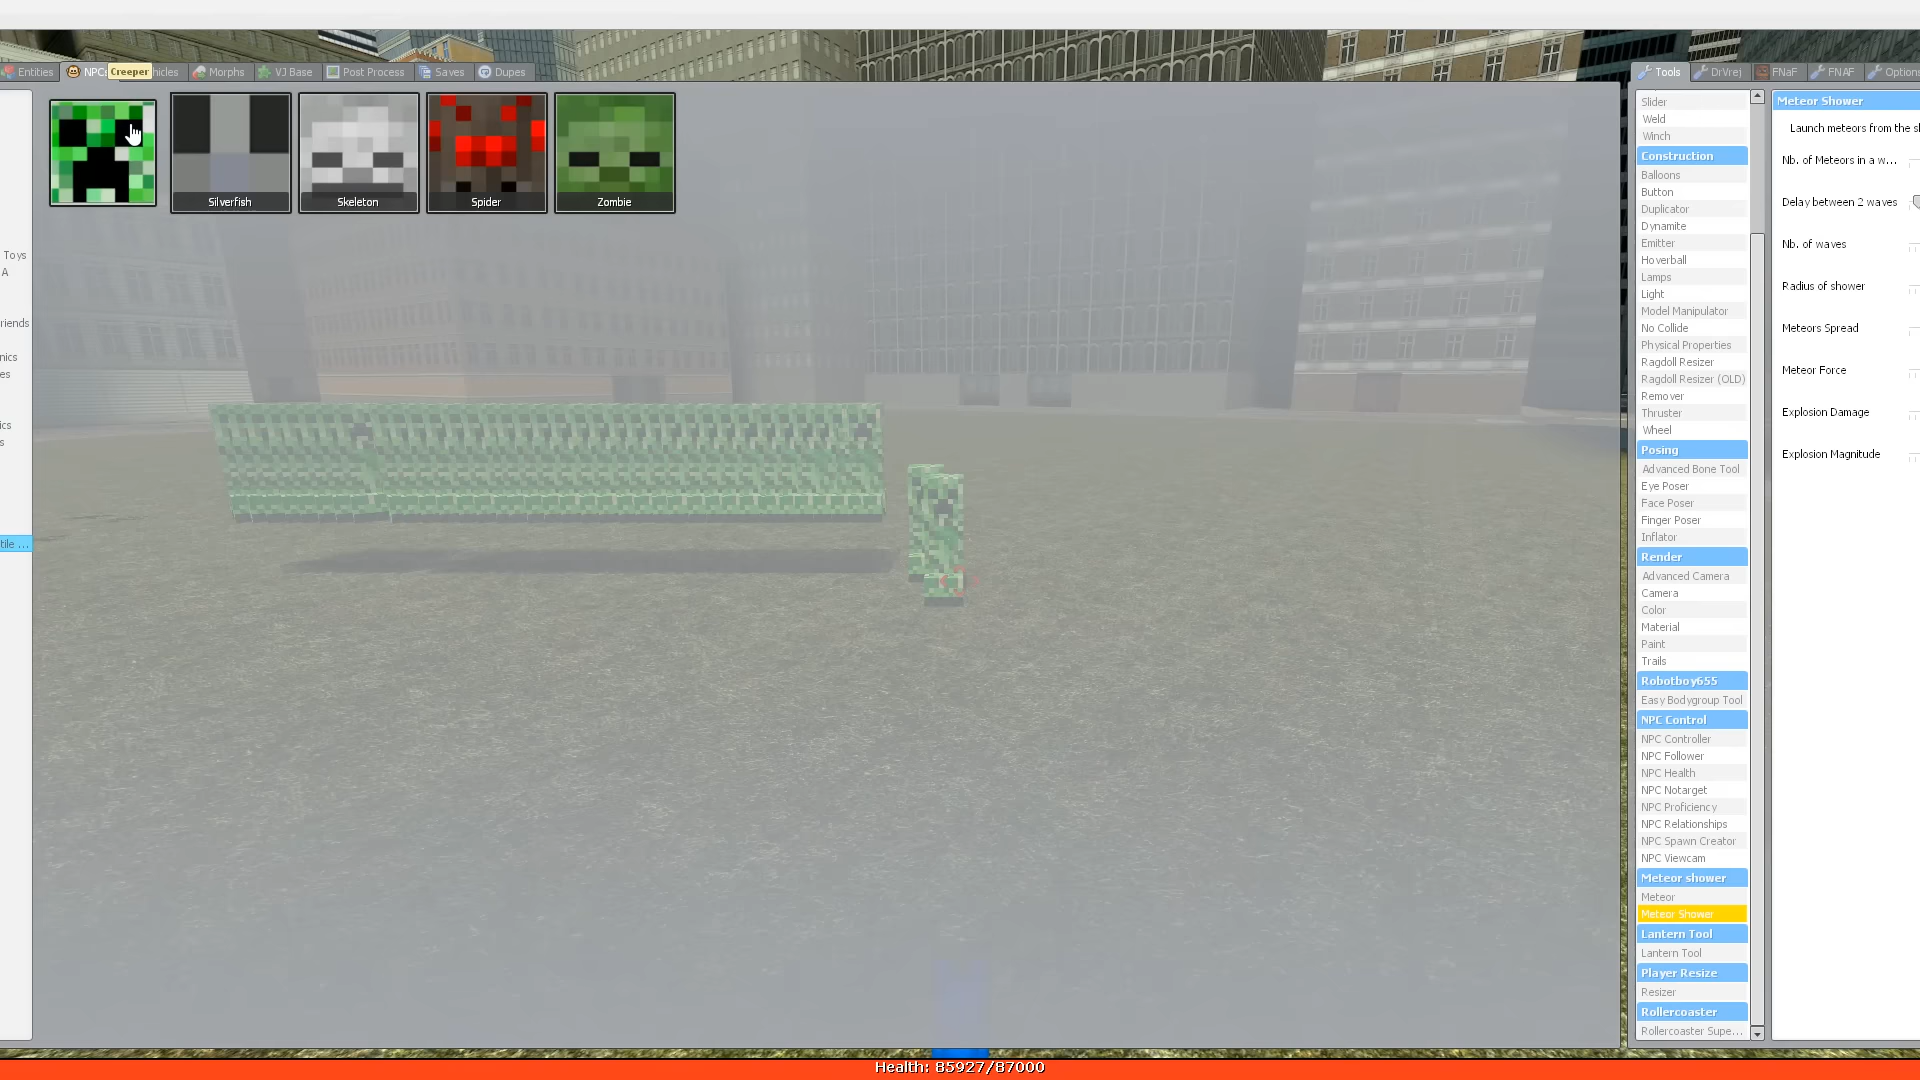 Entities
NPC
Creeper
hicles
Morphs
VJ Base
Post Process
Saves
Dupes
Tools
DrVrej
FNaF
FNAF
Options
Silverfish
Skeleton
Spider
Zombie
Toys
A
riends
nics
es
ics
s
tile ...
Slider
Weld
Winch
Construction
Balloons
Button
Duplicator
Dynamite
Emitter
Hoverball
Lamps
Light
Model Manipulator
No Collide
Physical Properties
Ragdoll Resizer
Ragdoll Resizer (OLD)
Remover
Thruster
Wheel
Posing
Advanced Bone Tool
Eye Poser
Face Poser
Finger Poser
Inflator
Render
Advanced Camera
Camera
Color
Material
Paint
Trails
Robotboy655
Easy Bodygroup Tool
NPC Control
NPC Controller
NPC Follower
NPC Health
NPC Notarget
NPC Proficiency
NPC Relationships
NPC Spawn Creator
NPC Viewcam
Meteor shower
Meteor
Meteor Shower
Lantern Tool
Lantern Tool
Player Resize
Resizer
Rollercoaster
Rollercoaster Supe...
Meteor Shower
Launch meteors from the s
Nb. of Meteors in a w...
Delay between 2 waves
Nb. of waves
Radius of shower
Meteors Spread
Meteor Force
Explosion Damage
Explosion Magnitude
Health: 85927/87000